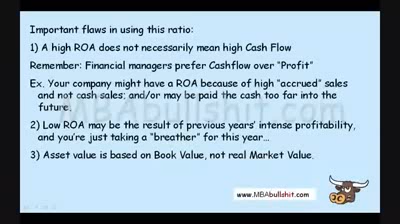 Important flaws in using this ratio:
1) A high ROA does not necessarily mean high Cash Flow
Remember: Financial managers prefer Cashflow over "Profit"
Ex. Your company might have a ROA because of high "accrued" sales
and not cash sales; and/or may be paid the cash too far into the
future.
MBAbullshit.com
2) Low ROA may be the result of previous years' intense profitability,
and you're just taking a "breather" for this year...
3) Asset value is based on Book Value, not real Market Value.
www.MBAbullshit.com